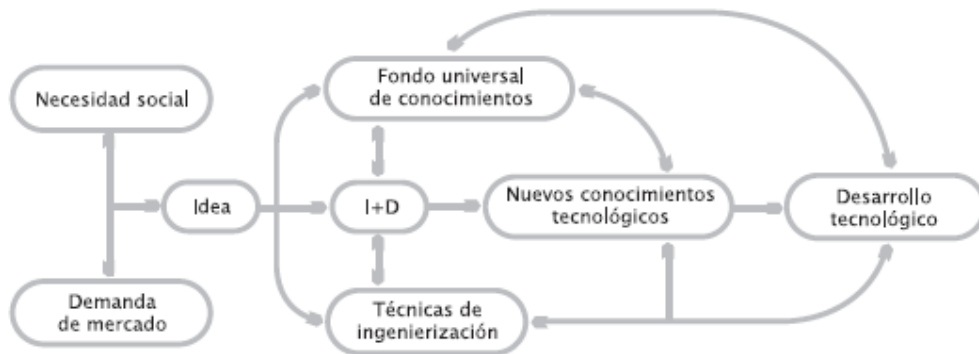 Fondo universal
de conocimientos
Necesidad social
Idea
I+D
Nuevos conocimientos
tecnológicos
Desarrollo
tecnológico
Demanda
de mercado
Técnicas de
ingenierización